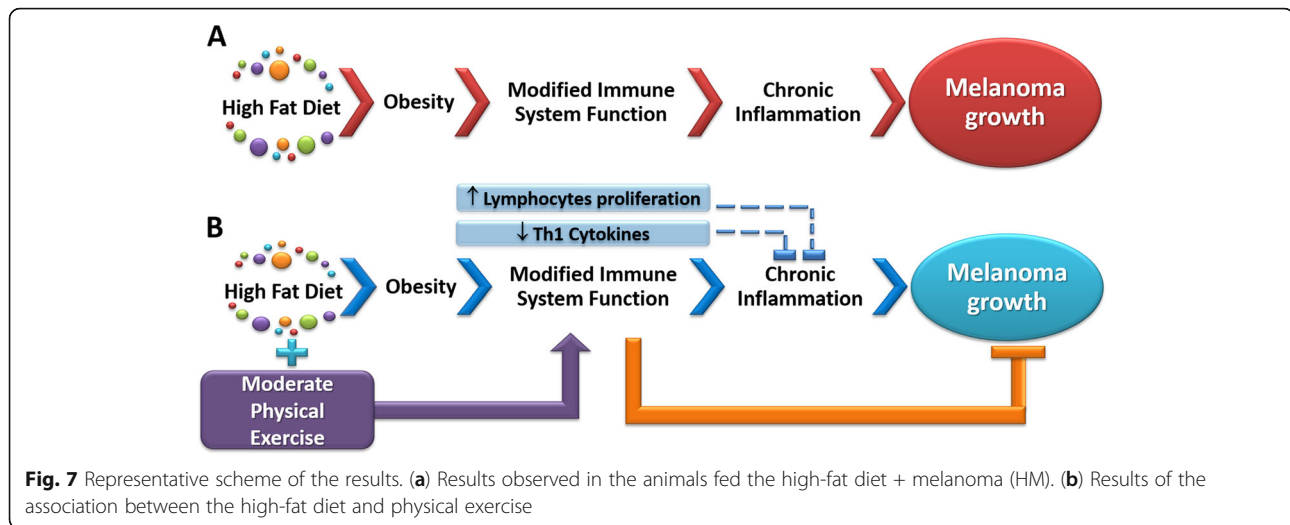 A
High Fat Diet
Obesity
Modified Immune
System Function
Chronic
Inflammation
Melanoma
growth
B
↑ Lymphocytes proliferation
↓ Th1 Cytokines
High Fat Diet
Obesity
Modified Immune
System Function
Chronic
Inflammation
Melanoma
growth
+
Moderate
Physical
Exercise
Fig. 7 Representative scheme of the results. (a) Results observed in the animals fed the high-fat diet + melanoma (HM). (b) Results of the
association between the high-fat diet and physical exercise